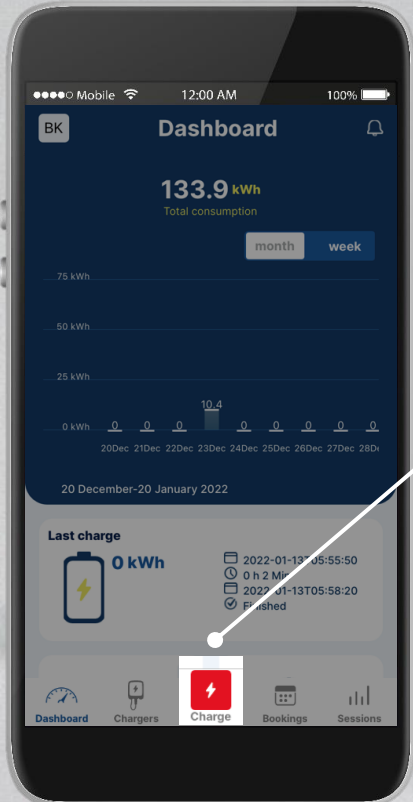 Mobile 12:00 AM 100%
BK Dashboard
133.9 kWh
Total consumption
month week
75 kWh
50 kWh
25 kWh
10.4
0 kWh 0 0 0 0 0 0 0 0
20Dec 21Dec 22Dec 23Dec 24Dec 25Dec 26Dec 27Dec 28De
20 December-20 January 2022
Last charge
0 kWh
2022-01-13T05:55:50
0 h 2 Min
2022-01-13T05:58:20
Finished
Dashboard Chargers Charge Bookings Sessions